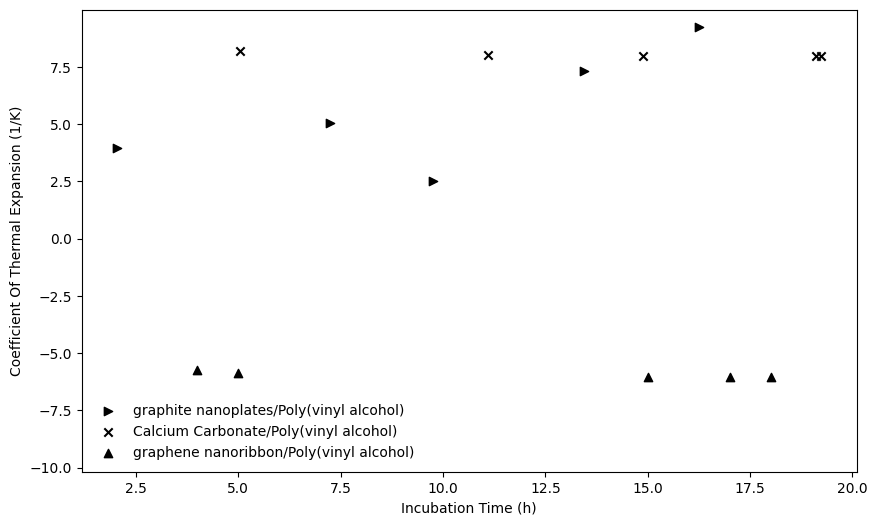 7.5
5.0
2.5
0.0
−2.5
−5.0
−7.5
−10.0
Coefficient Of Thermal Expansion (1/K)
graphite nanoplates/Poly(vinyl alcohol)
Calcium Carbonate/Poly(vinyl alcohol)
graphene nanoribbon/Poly(vinyl alcohol)
2.5 5.0 7.5 10.0 12.5 15.0 17.5 20.0
Incubation Time (h)